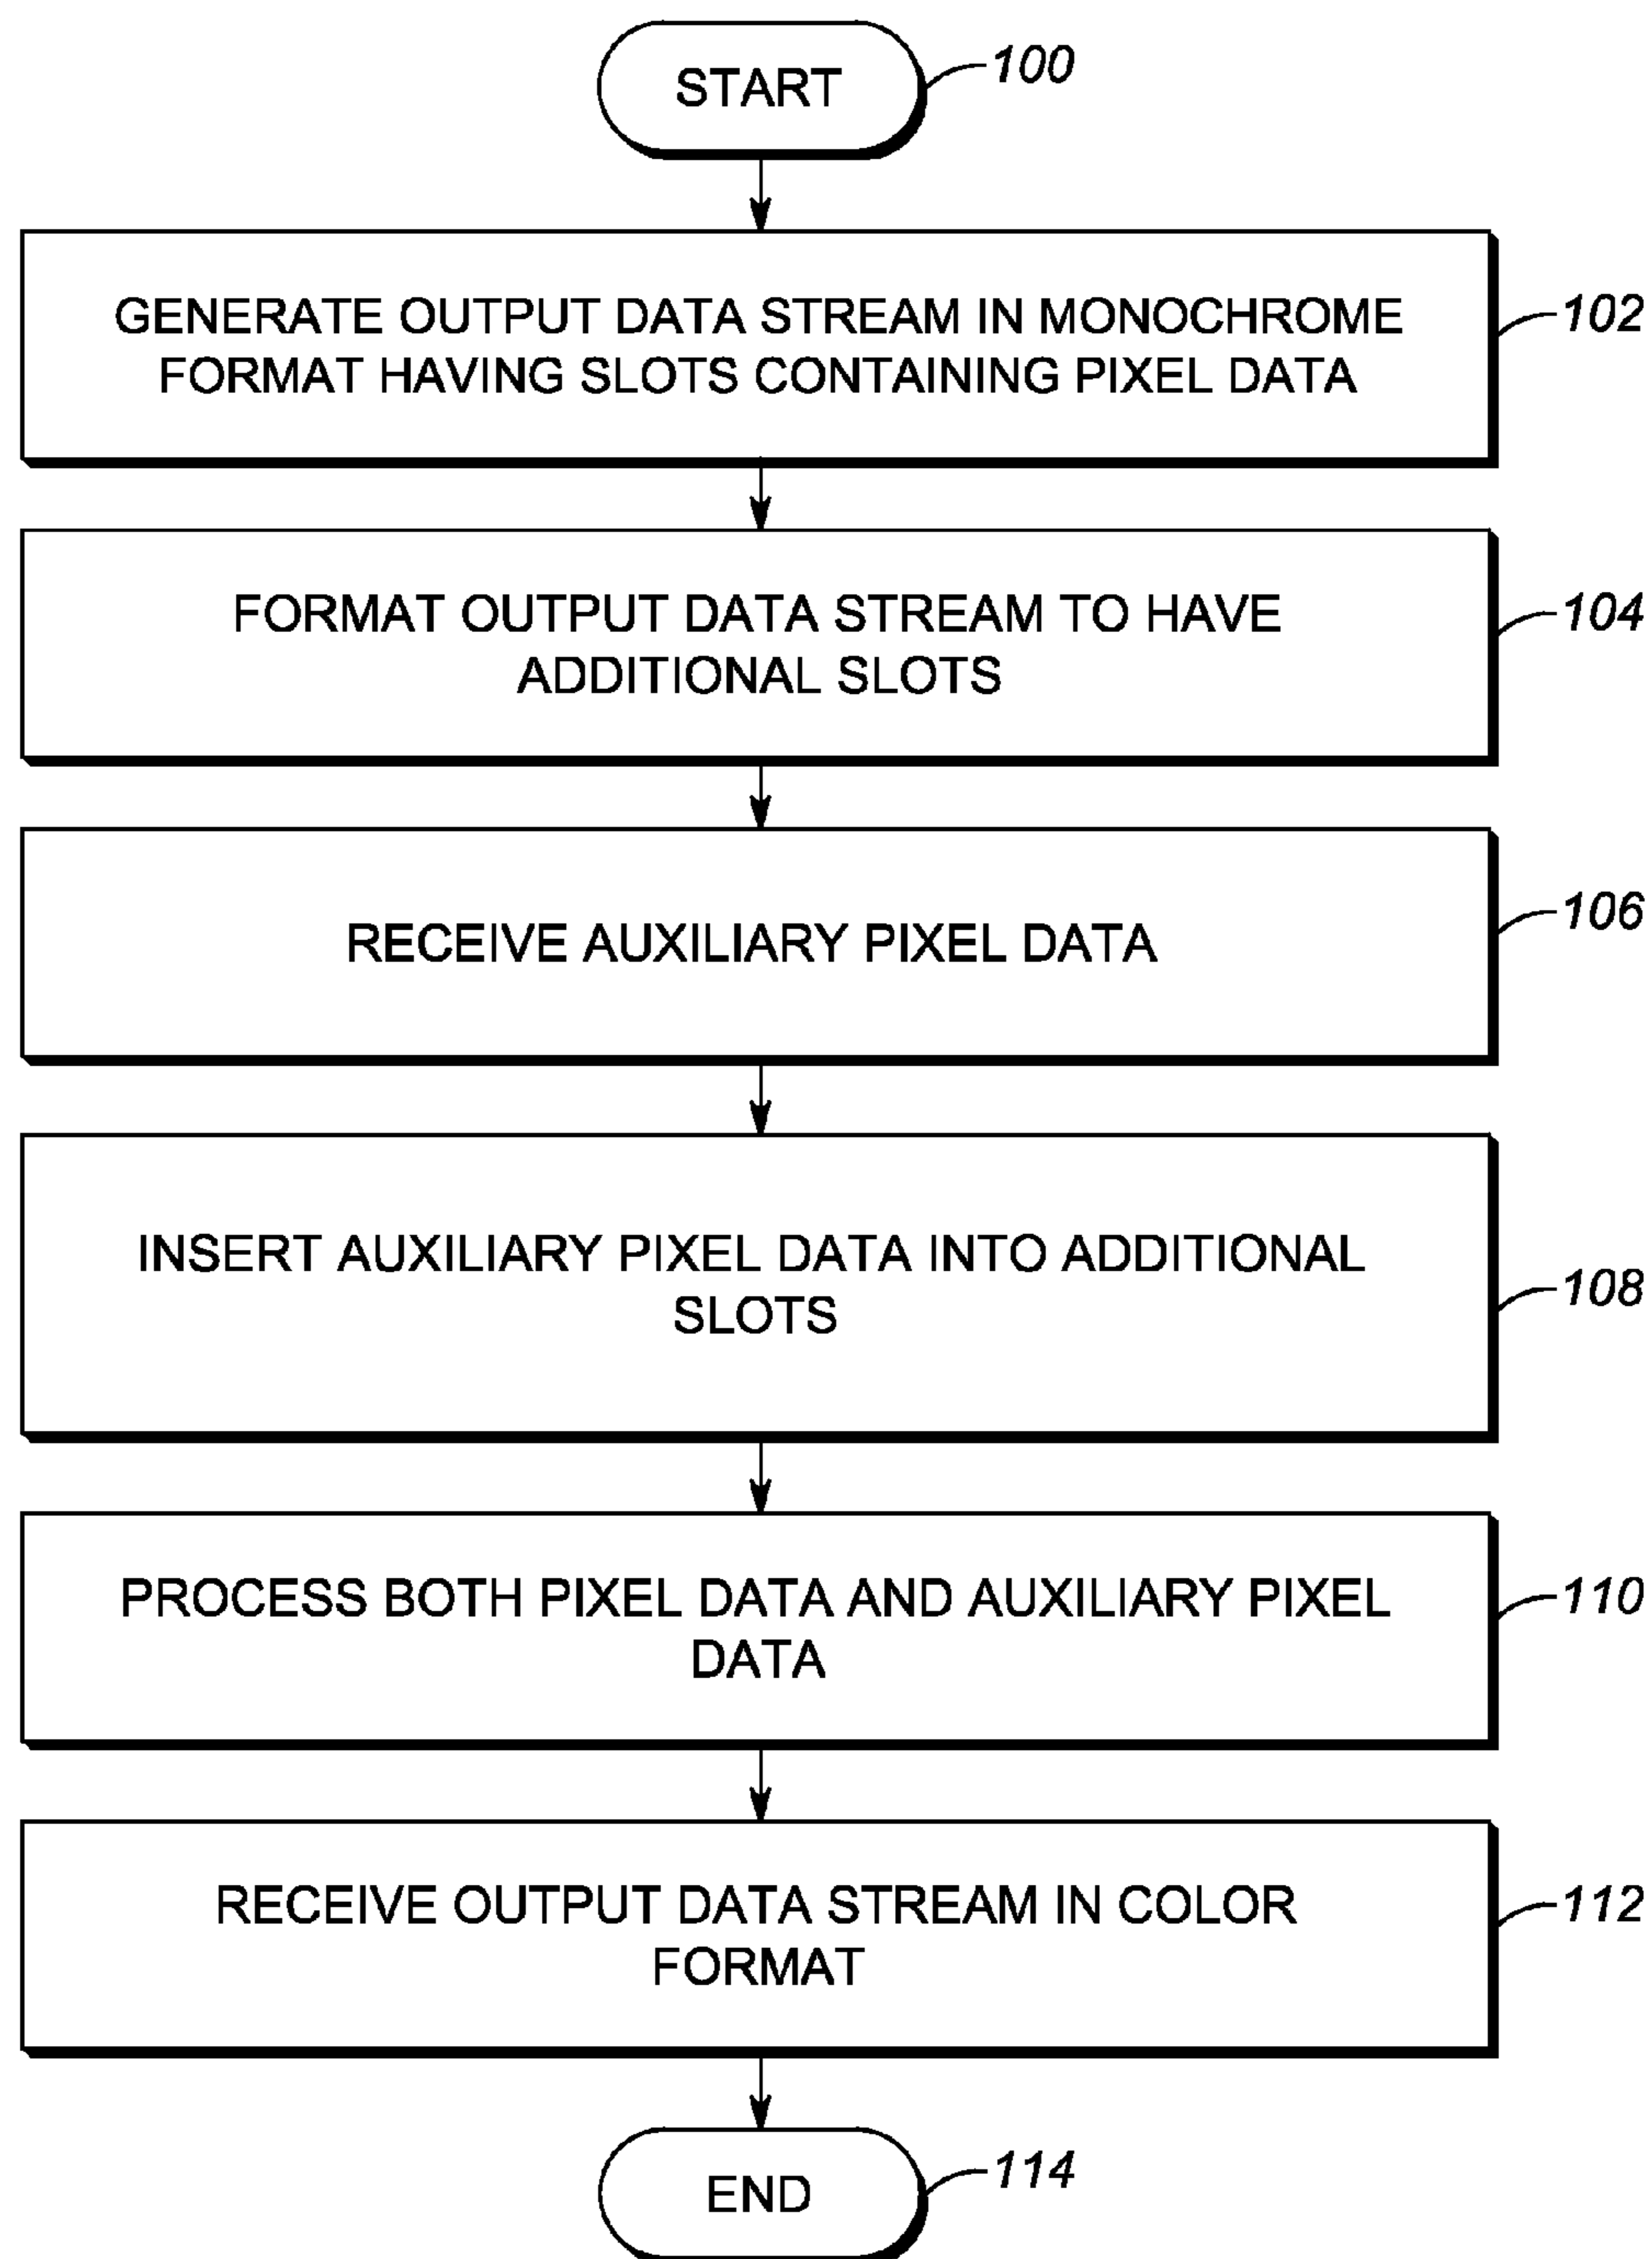 START
100
GENERATE OUTPUT DATA STREAM IN MONOCHROME
FORMAT HAVING SLOTS CONTAINING PIXEL DATA
102
FORMAT OUTPUT DATA STREAM TO HAVE
ADDITIONAL SLOTS
104
RECEIVE AUXILIARY PIXEL DATA
106
INSERT AUXILIARY PIXEL DATA INTO ADDITIONAL
SLOTS
108
PROCESS BOTH PIXEL DATA AND AUXILIARY PIXEL
DATA
110
RECEIVE OUTPUT DATA STREAM IN COLOR
FORMAT
112
END
114